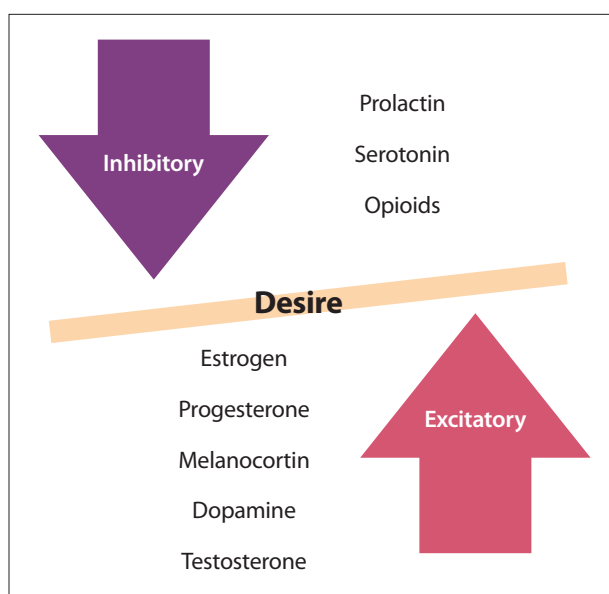 Prolactin
Inhibitory
Serotonin
Opioids
Desire
Estrogen
Progesterone
Excitatory
Melanocortin
Dopamine
Testosterone